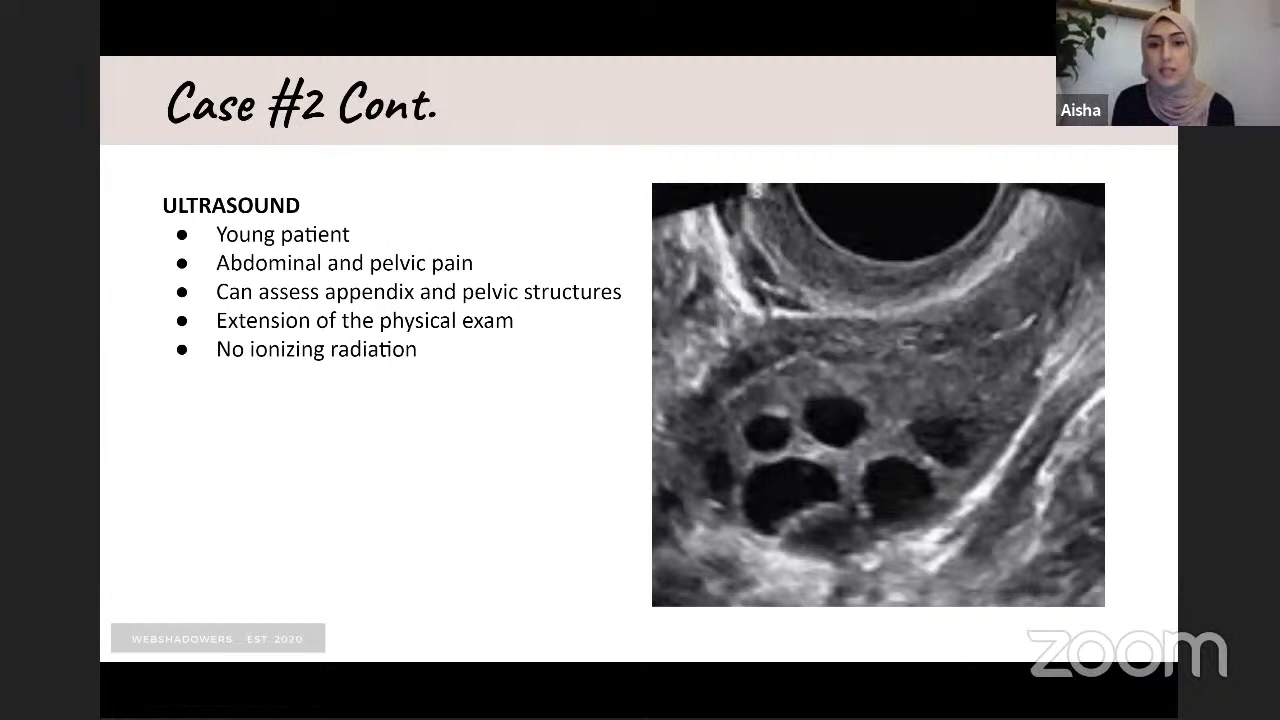 Case #2 Cont.
Aisha
ULTRASOUND
● Young patient
● Abdominal and pelvic pain
● Can assess appendix and pelvic structures
● Extension of the physical exam
● No ionizing radiation
WEBSHADOWERS EST. 2020
zoom